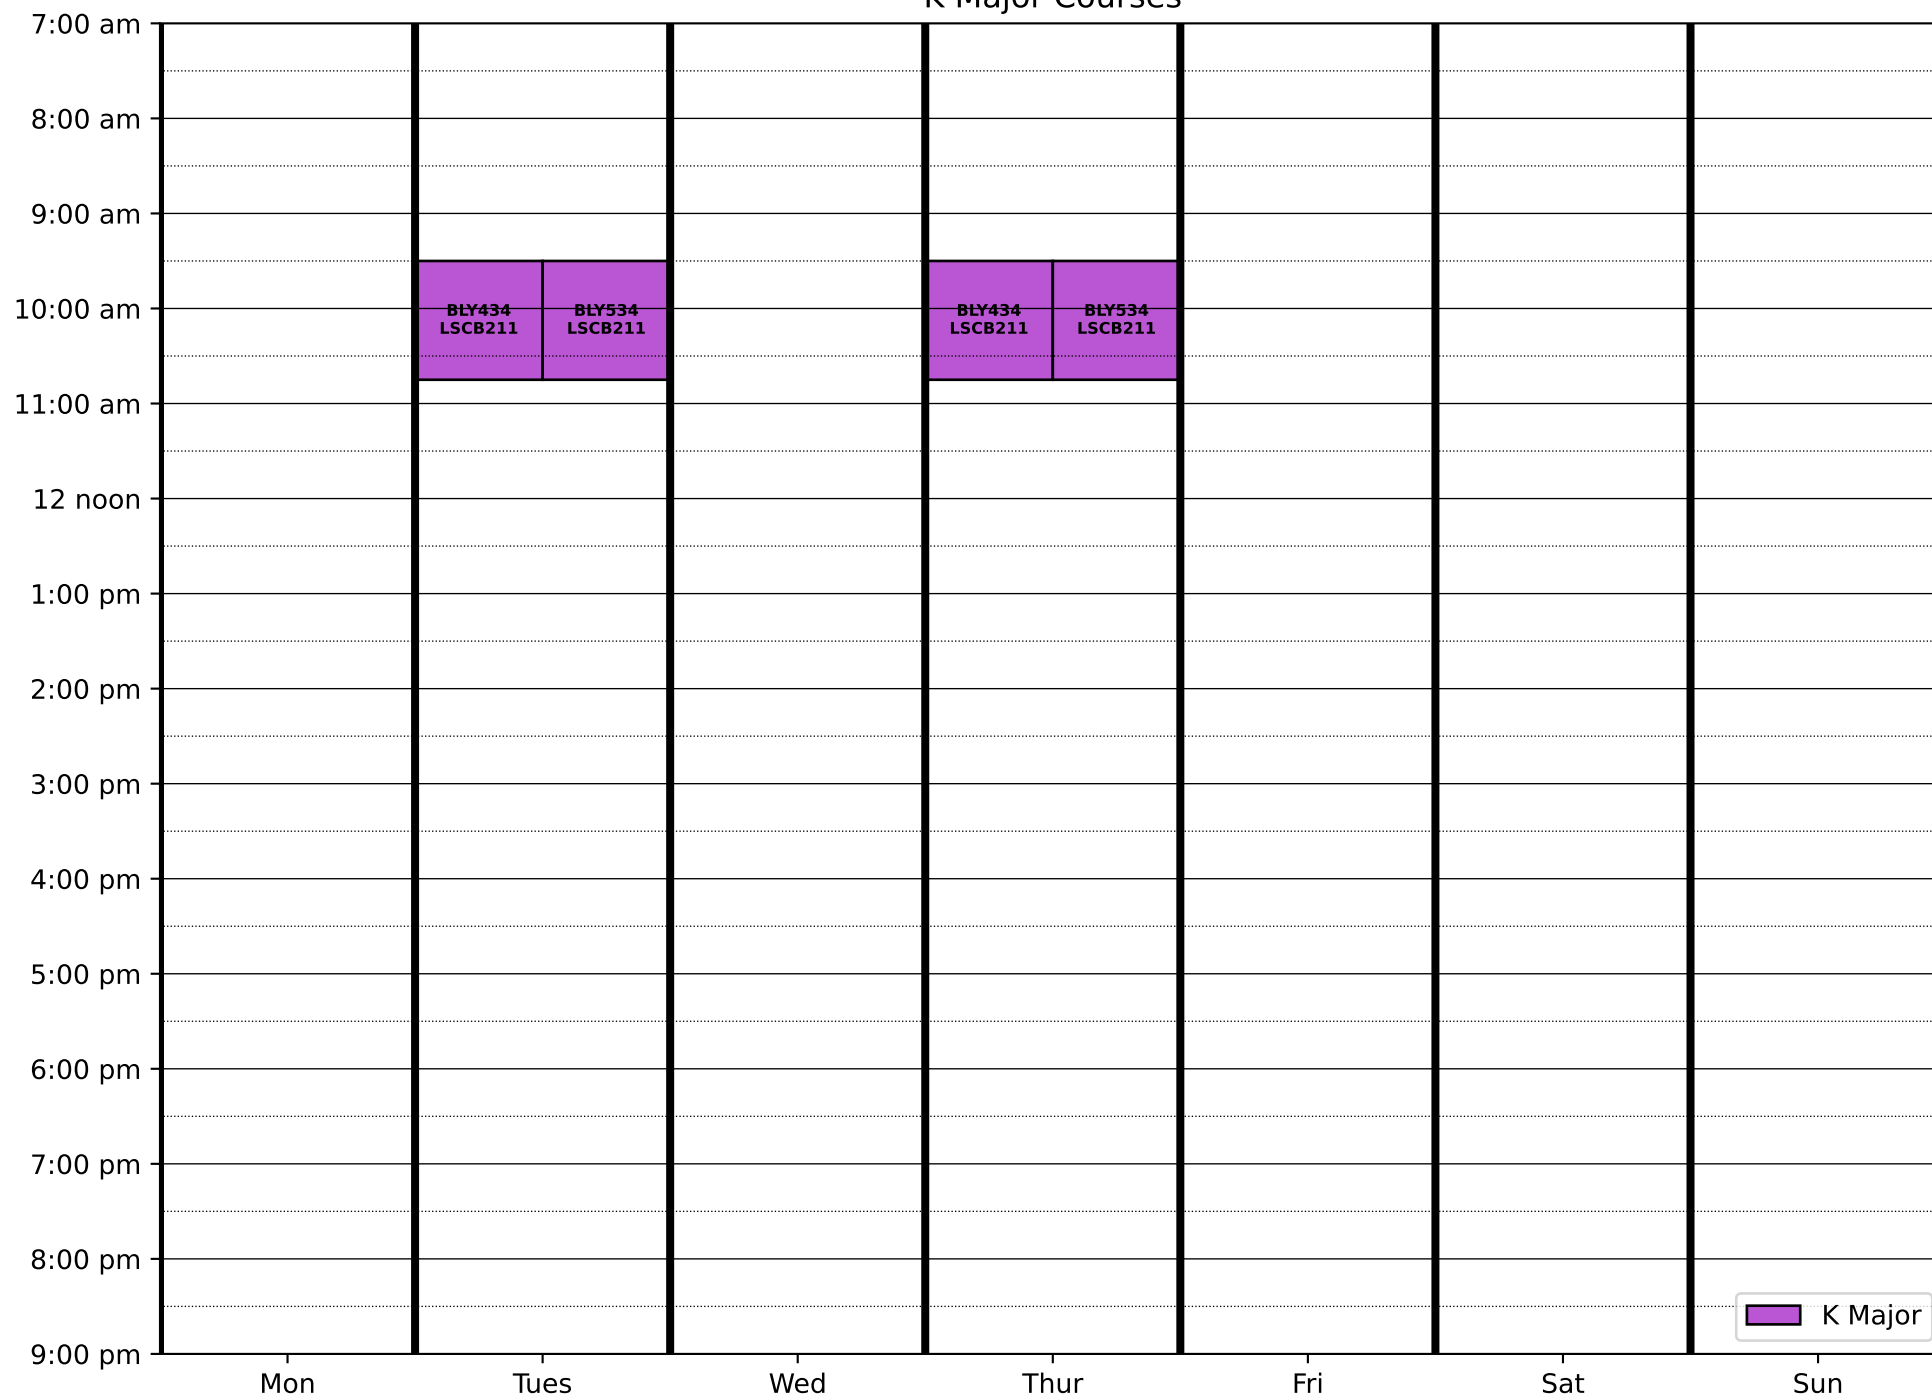 K Major Courses
7:00 am
8:00 am
9:00 am
10:00 am
11:00 am
12 noon
1:00 pm
2:00 pm
3:00 pm
4:00 pm
5:00 pm
6:00 pm
7:00 pm
8:00 pm
9:00 pm
BLY434
LSCB211
BLY534
LSCB211
BLY434
LSCB211
BLY534
LSCB211
K Major
Mon Tues Wed Thur Fri Sat Sun